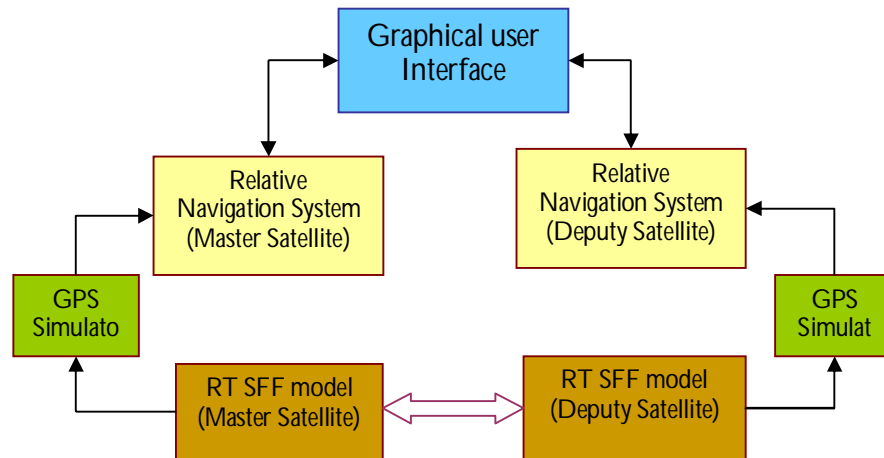 Graphical user
Interface
Relative
Navigation System
(Master Satellite)
Relative
Navigation System
(Deputy Satellite)
GPS
Simulato
GPS
Simulat
RT SFF model
(Master Satellite)
RT SFF model
(Deputy Satellite)